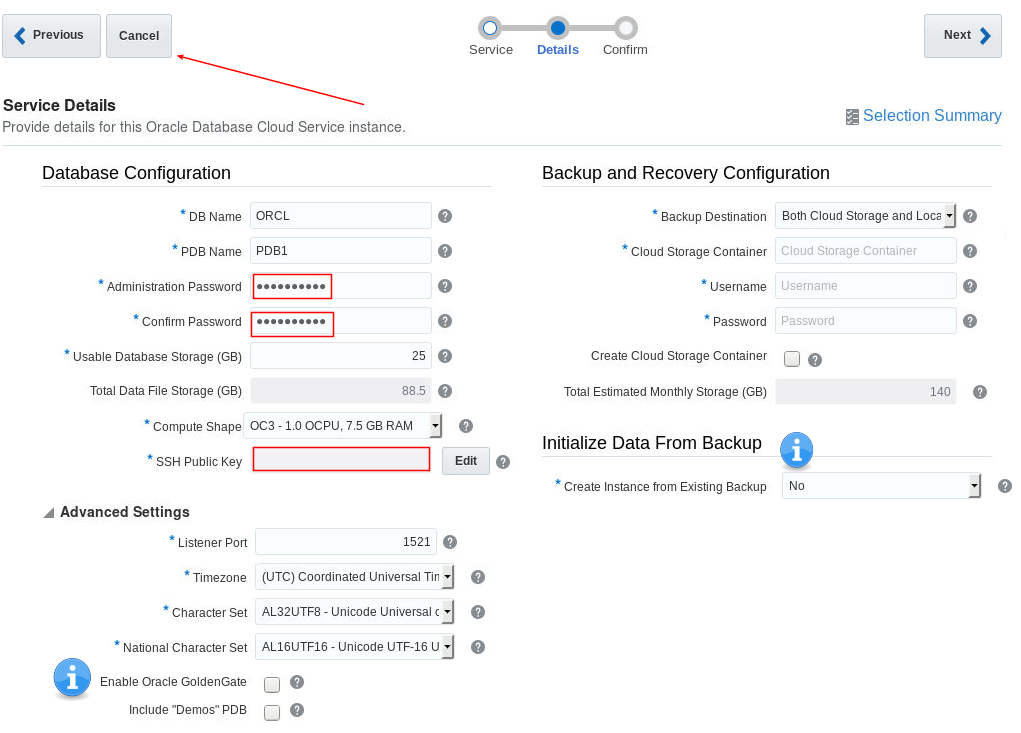 Previous
Cancel
Service
Details
Confirm
Next
Service Details
Provide details for this Oracle Database Cloud Service instance.
Selection Summary
Database Configuration
* DB Name ORCL
* PDB Name PDB1
* Administration Password ••••••••••
* Confirm Password ••••••••••
* Usable Database Storage (GB) 25
Total Data File Storage (GB) 88.5
* Compute Shape OC3 - 1.0 OCPU, 7.5 GB RAM
* SSH Public Key Edit
Advanced Settings
* Listener Port 1521
* Timezone (UTC) Coordinated Universal Tim
* Character Set AL32UTF8 - Unicode Universal c
* National Character Set AL16UTF16 - Unicode UTF-16 U
Enable Oracle GoldenGate
Include "Demos" PDB
Backup and Recovery Configuration
* Backup Destination Both Cloud Storage and Loca
* Cloud Storage Container Cloud Storage Container
* Username Username
* Password Password
Create Cloud Storage Container
Total Estimated Monthly Storage (GB) 140
Initialize Data From Backup
* Create Instance from Existing Backup No